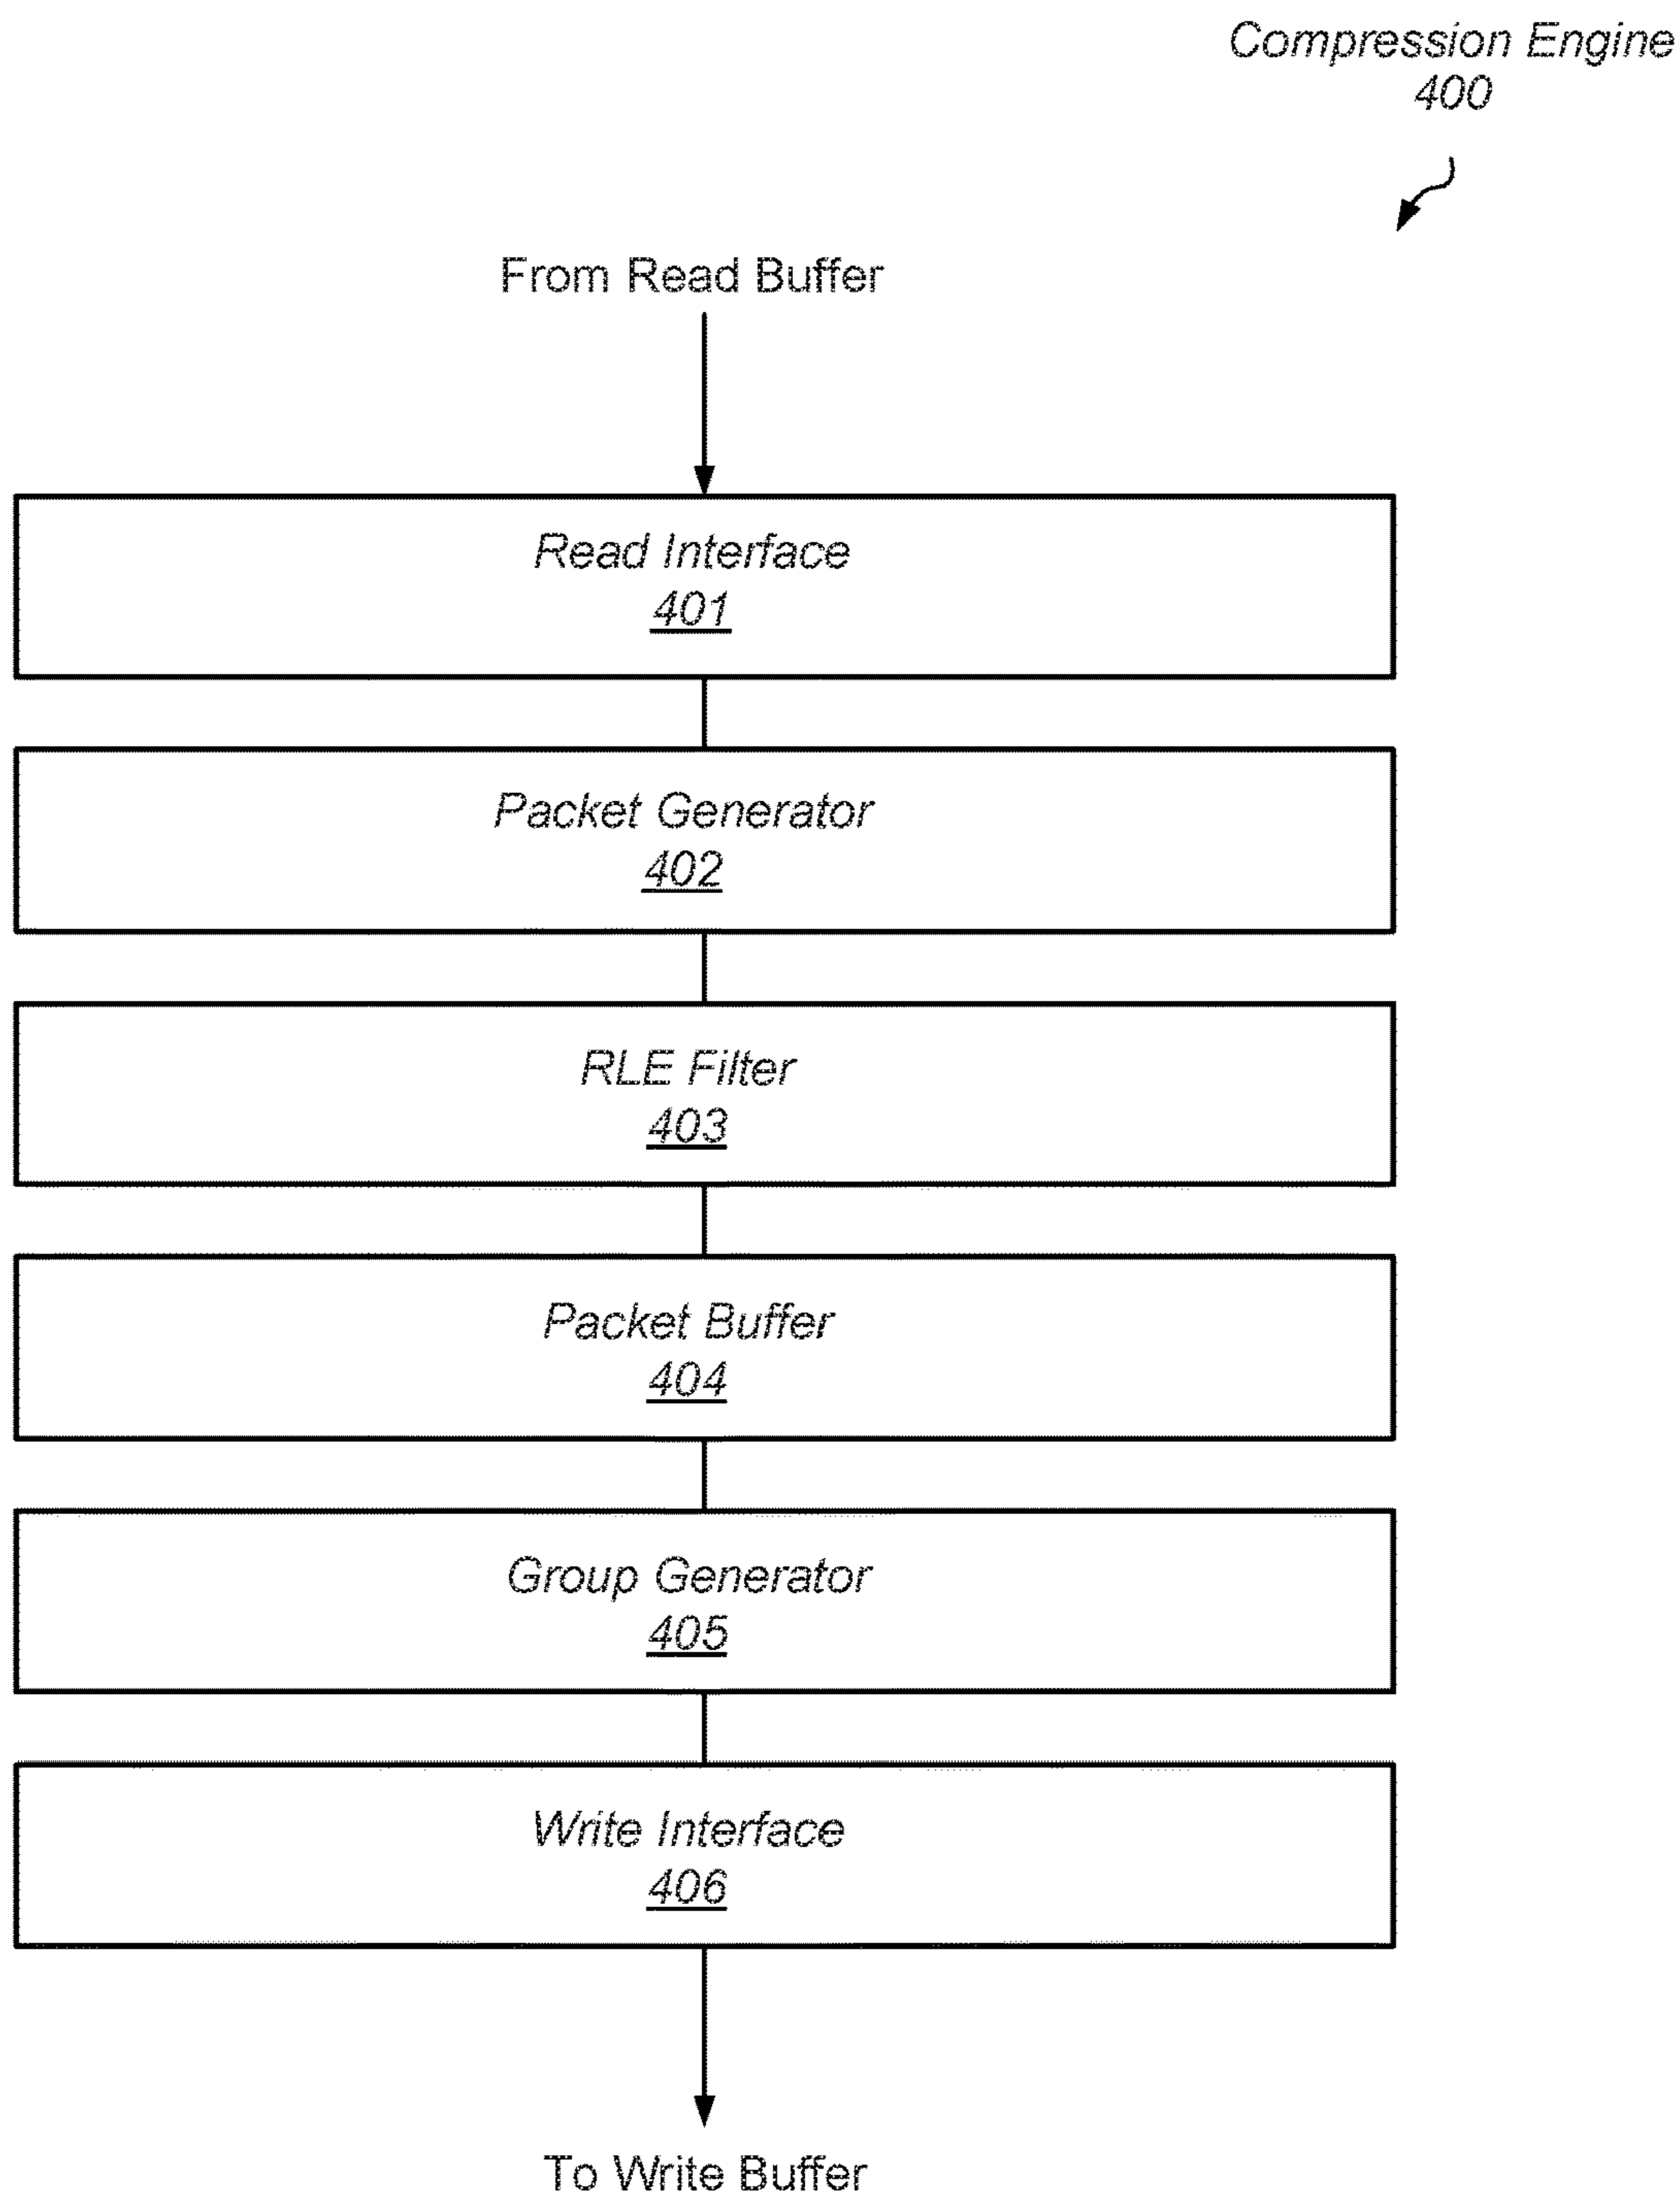 Compression Engine
400
From Read Buffer
Read Interface
401
Packet Generator
402
RLE Filter
403
Packet Buffer
404
Group Generator
405
Write Interface
406
To Write Buffer